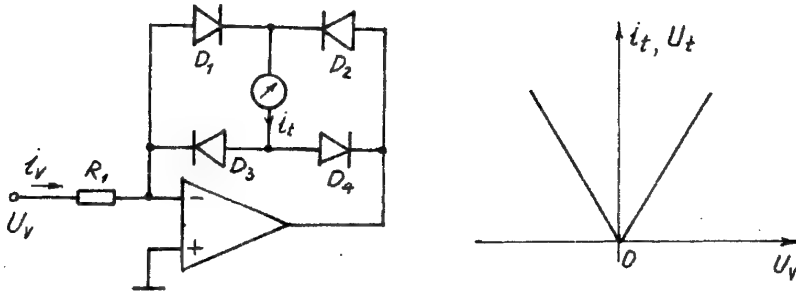 D₁
D₂
i_t
D₃
D₄
i_v
R₁
U_v
−
+
i_t, U_t
0
U_v